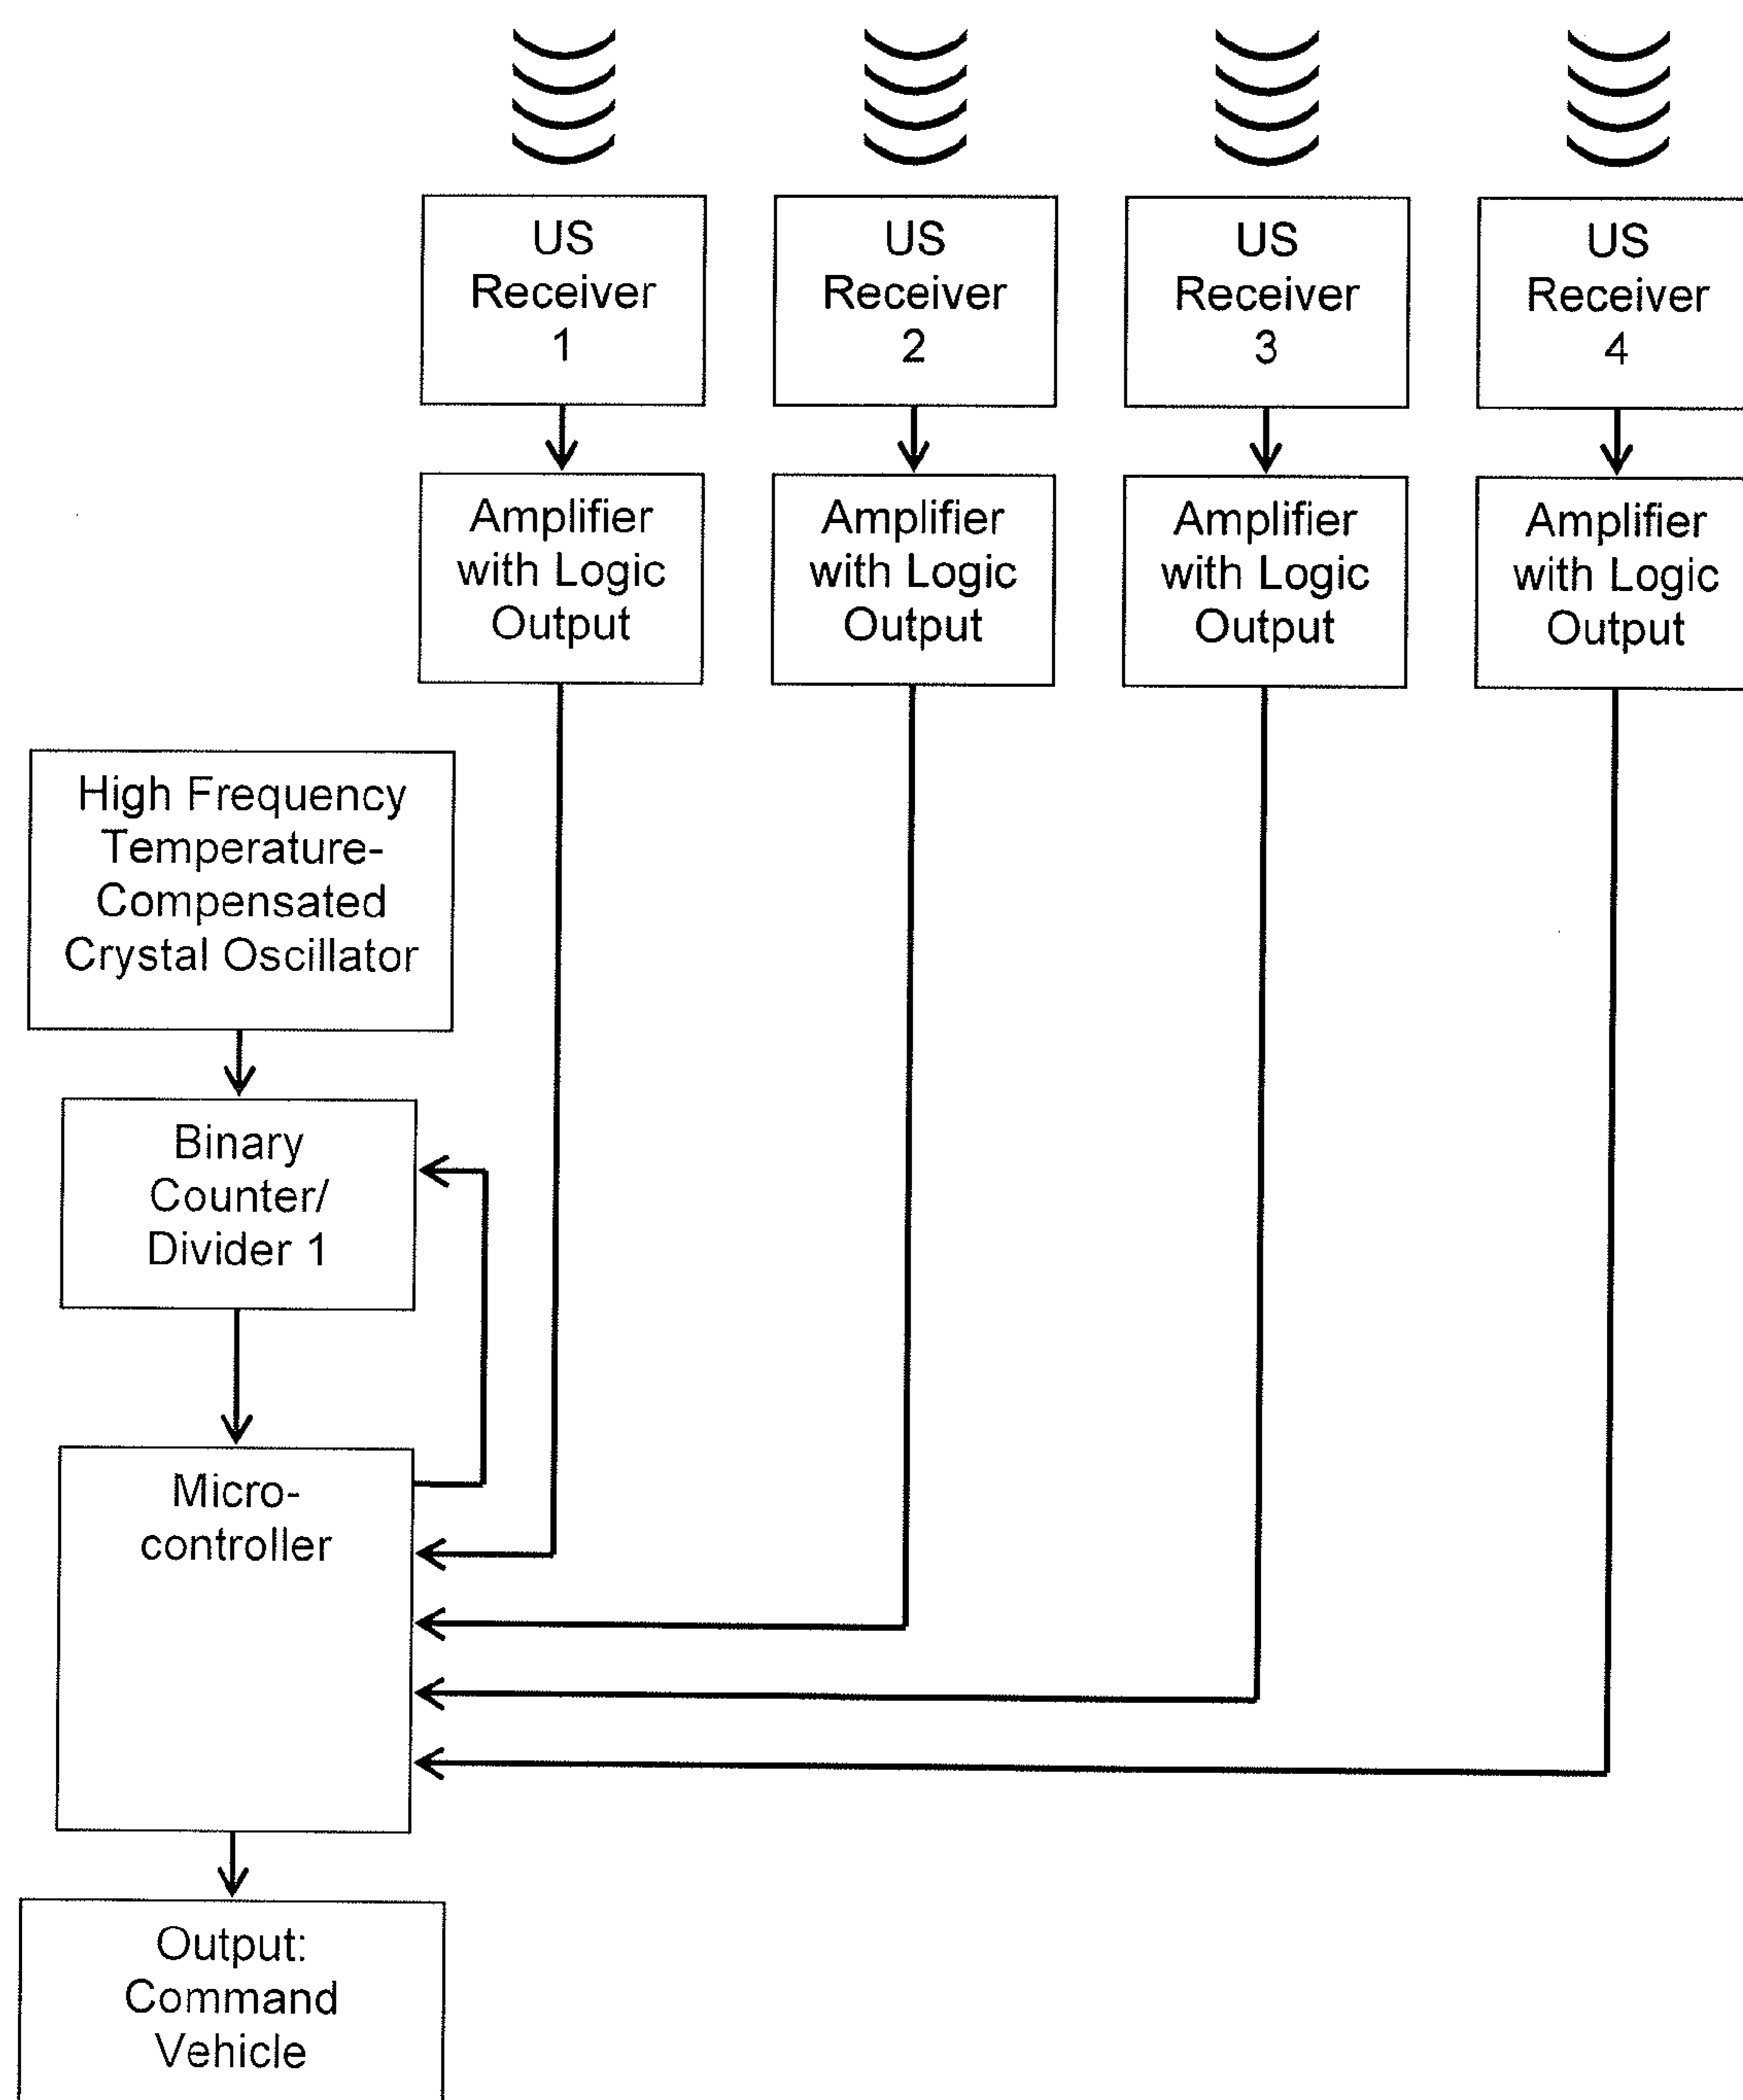 US
Receiver
1
US
Receiver
2
US
Receiver
3
US
Receiver
4
Amplifier
with Logic
Output
Amplifier
with Logic
Output
Amplifier
with Logic
Output
Amplifier
with Logic
Output
High Frequency
Temperature-
Compensated
Crystal Oscillator
Binary
Counter/
Divider 1
Micro-
controller
Output:
Command
Vehicle